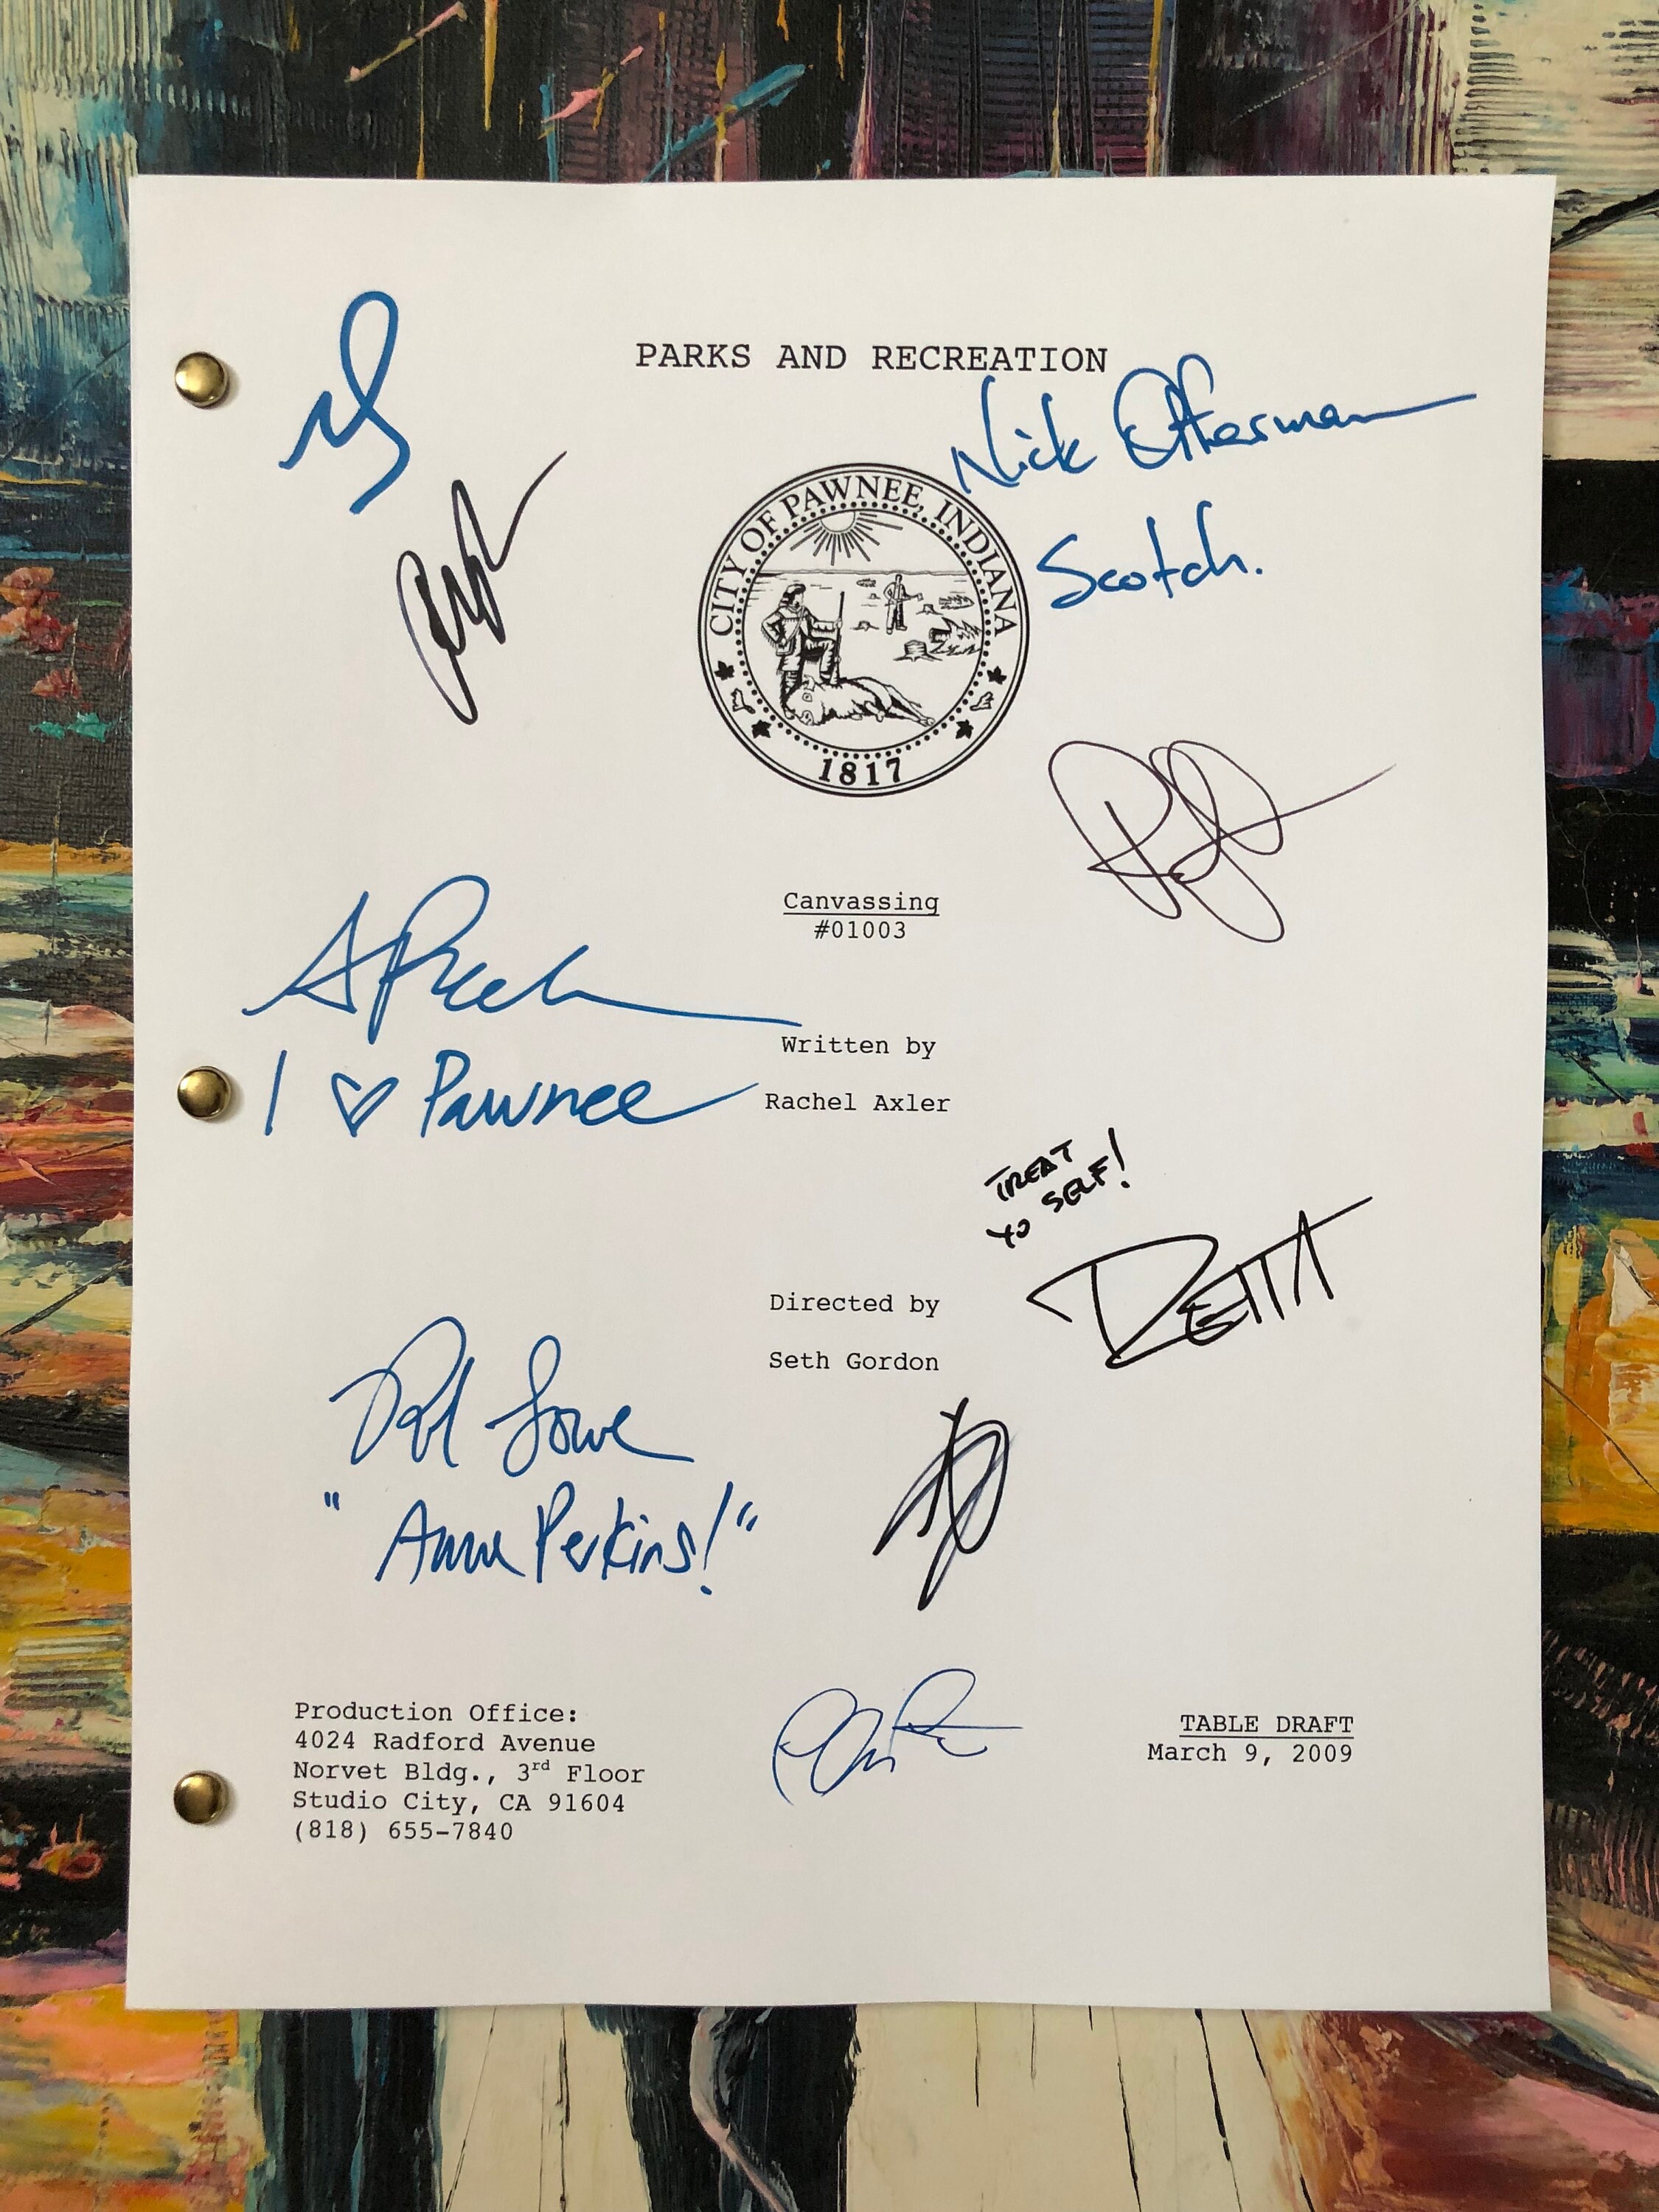 PARKS AND RECREATION
Nick Offerman
Scotch.
CITY OF PAWNEE, INDIANA
1817
Canvassing
#01003
APoehler
I ♡ Pawnee
Written by
Rachel Axler
TREAT
YO SELF!
RETTA
Directed by
Seth Gordon
Rob Lowe
"Ann Perkins!"
Production Office:
4024 Radford Avenue
Norvet Bldg., 3rd Floor
Studio City, CA 91604
(818) 655-7840
TABLE DRAFT
March 9, 2009